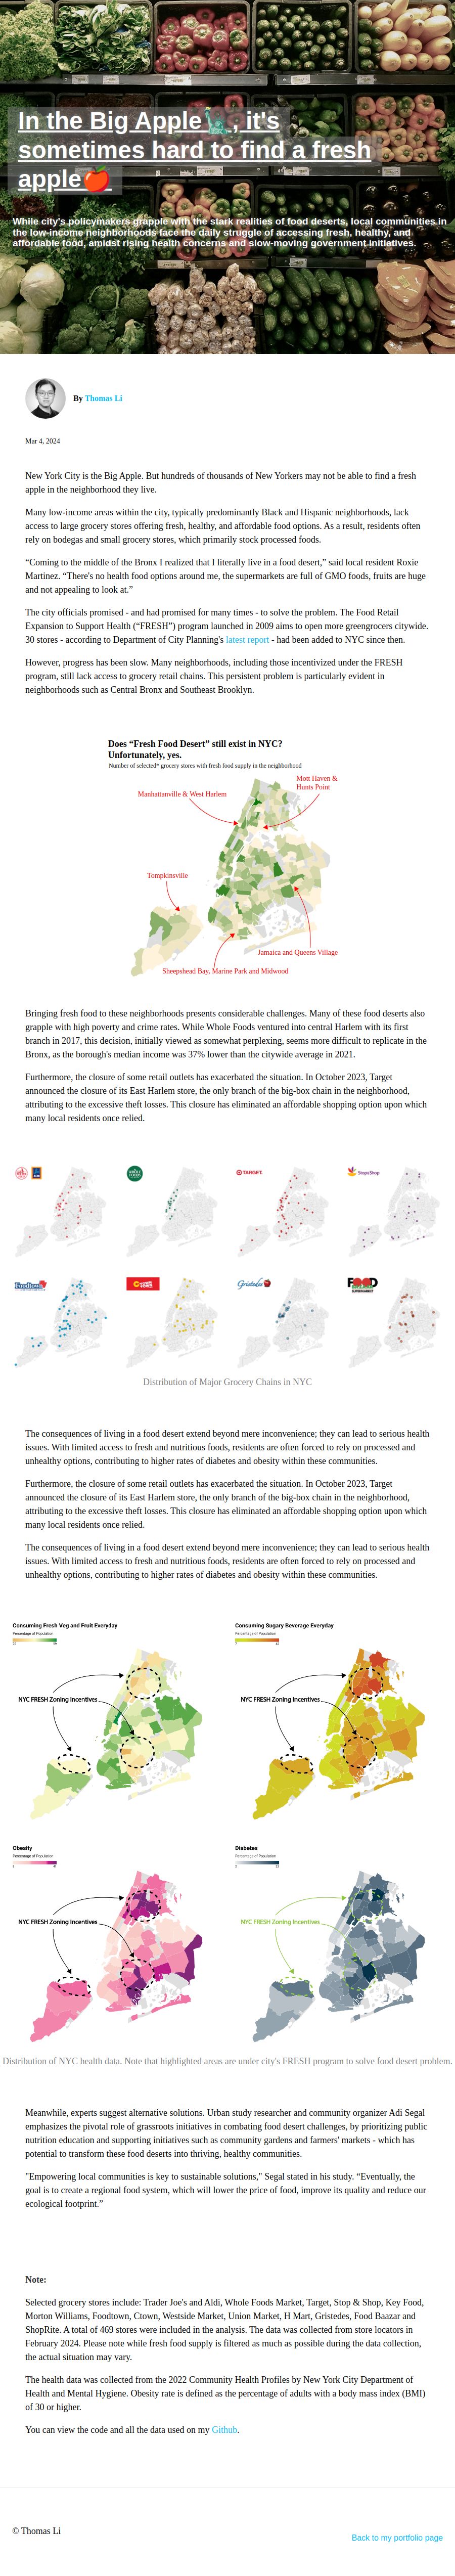 In the Big Apple🗽, it's
sometimes hard to find a fresh
apple🍎
While city's policymakers grapple with the stark realities of food deserts, local communities in
the low-income neighborhoods face the daily struggle of accessing fresh, healthy, and
affordable food, amidst rising health concerns and slow-moving government initiatives.
By Thomas Li
Mar 4, 2024
New York City is the Big Apple. But hundreds of thousands of New Yorkers may not be able to find a fresh
apple in the neighborhood they live.
Many low-income areas within the city, typically predominantly Black and Hispanic neighborhoods, lack
access to large grocery stores offering fresh, healthy, and affordable food options. As a result, residents often
rely on bodegas and small grocery stores, which primarily stock processed foods.
“Coming to the middle of the Bronx I realized that I literally live in a food desert,” said local resident Roxie
Martinez. “There's no health food options around me, the supermarkets are full of GMO foods, fruits are huge
and not appealing to look at.”
The city officials promised - and had promised for many times - to solve the problem. The Food Retail
Expansion to Support Health (“FRESH”) program launched in 2009 aims to open more greengrocers citywide.
30 stores - according to Department of City Planning's latest report - had been added to NYC since then.
However, progress has been slow. Many neighborhoods, including those incentivized under the FRESH
program, still lack access to grocery retail chains. This persistent problem is particularly evident in
neighborhoods such as Central Bronx and Southeast Brooklyn.
Does “Fresh Food Desert” still exist in NYC?
Unfortunately, yes.
Number of selected* grocery stores with fresh food supply in the neighborhood
Mott Haven &
Hunts Point
Manhattanville & West Harlem
Tompkinsville
Jamaica and Queens Village
Sheepshead Bay, Marine Park and Midwood
Bringing fresh food to these neighborhoods presents considerable challenges. Many of these food deserts also
grapple with high poverty and crime rates. While Whole Foods ventured into central Harlem with its first
branch in 2017, this decision, initially viewed as somewhat perplexing, seems more difficult to replicate in the
Bronx, as the borough's median income was 37% lower than the citywide average in 2021.
Furthermore, the closure of some retail outlets has exacerbated the situation. In October 2023, Target
announced the closure of its East Harlem store, the only branch of the big-box chain in the neighborhood,
attributing to the excessive theft losses. This closure has eliminated an affordable shopping option upon which
many local residents once relied.
WHOLE FOODS
TARGET
Stop&Shop
Foodtown
Gristedes
FOOD
Distribution of Major Grocery Chains in NYC
The consequences of living in a food desert extend beyond mere inconvenience; they can lead to serious health
issues. With limited access to fresh and nutritious foods, residents are often forced to rely on processed and
unhealthy options, contributing to higher rates of diabetes and obesity within these communities.
Furthermore, the closure of some retail outlets has exacerbated the situation. In October 2023, Target
announced the closure of its East Harlem store, the only branch of the big-box chain in the neighborhood,
attributing to the excessive theft losses. This closure has eliminated an affordable shopping option upon which
many local residents once relied.
The consequences of living in a food desert extend beyond mere inconvenience; they can lead to serious health
issues. With limited access to fresh and nutritious foods, residents are often forced to rely on processed and
unhealthy options, contributing to higher rates of diabetes and obesity within these communities.
Consuming Fresh Veg and Fruit Everyday
Percentage of Population
NYC FRESH Zoning Incentives
Consuming Sugary Beverage Everyday
Percentage of Population
NYC FRESH Zoning Incentives
Obesity
Percentage of Population
NYC FRESH Zoning Incentives
Diabetes
Percentage of Population
NYC FRESH Zoning Incentives
Distribution of NYC health data. Note that highlighted areas are under city's FRESH program to solve food desert problem.
Meanwhile, experts suggest alternative solutions. Urban study researcher and community organizer Adi Segal
emphasizes the pivotal role of grassroots initiatives in combating food desert challenges, by prioritizing public
nutrition education and supporting initiatives such as community gardens and farmers' markets - which has
potential to transform these food deserts into thriving, healthy communities.
"Empowering local communities is key to sustainable solutions," Segal stated in his study. “Eventually, the
goal is to create a regional food system, which will lower the price of food, improve its quality and reduce our
ecological footprint.”
Note:
Selected grocery stores include: Trader Joe's and Aldi, Whole Foods Market, Target, Stop & Shop, Key Food,
Morton Williams, Foodtown, Ctown, Westside Market, Union Market, H Mart, Gristedes, Food Baazar and
ShopRite. A total of 469 stores were included in the analysis. The data was collected from store locators in
February 2024. Please note while fresh food supply is filtered as much as possible during the data collection,
the actual situation may vary.
The health data was collected from the 2022 Community Health Profiles by New York City Department of
Health and Mental Hygiene. Obesity rate is defined as the percentage of adults with a body mass index (BMI)
of 30 or higher.
You can view the code and all the data used on my Github.
© Thomas Li
Back to my portfolio page